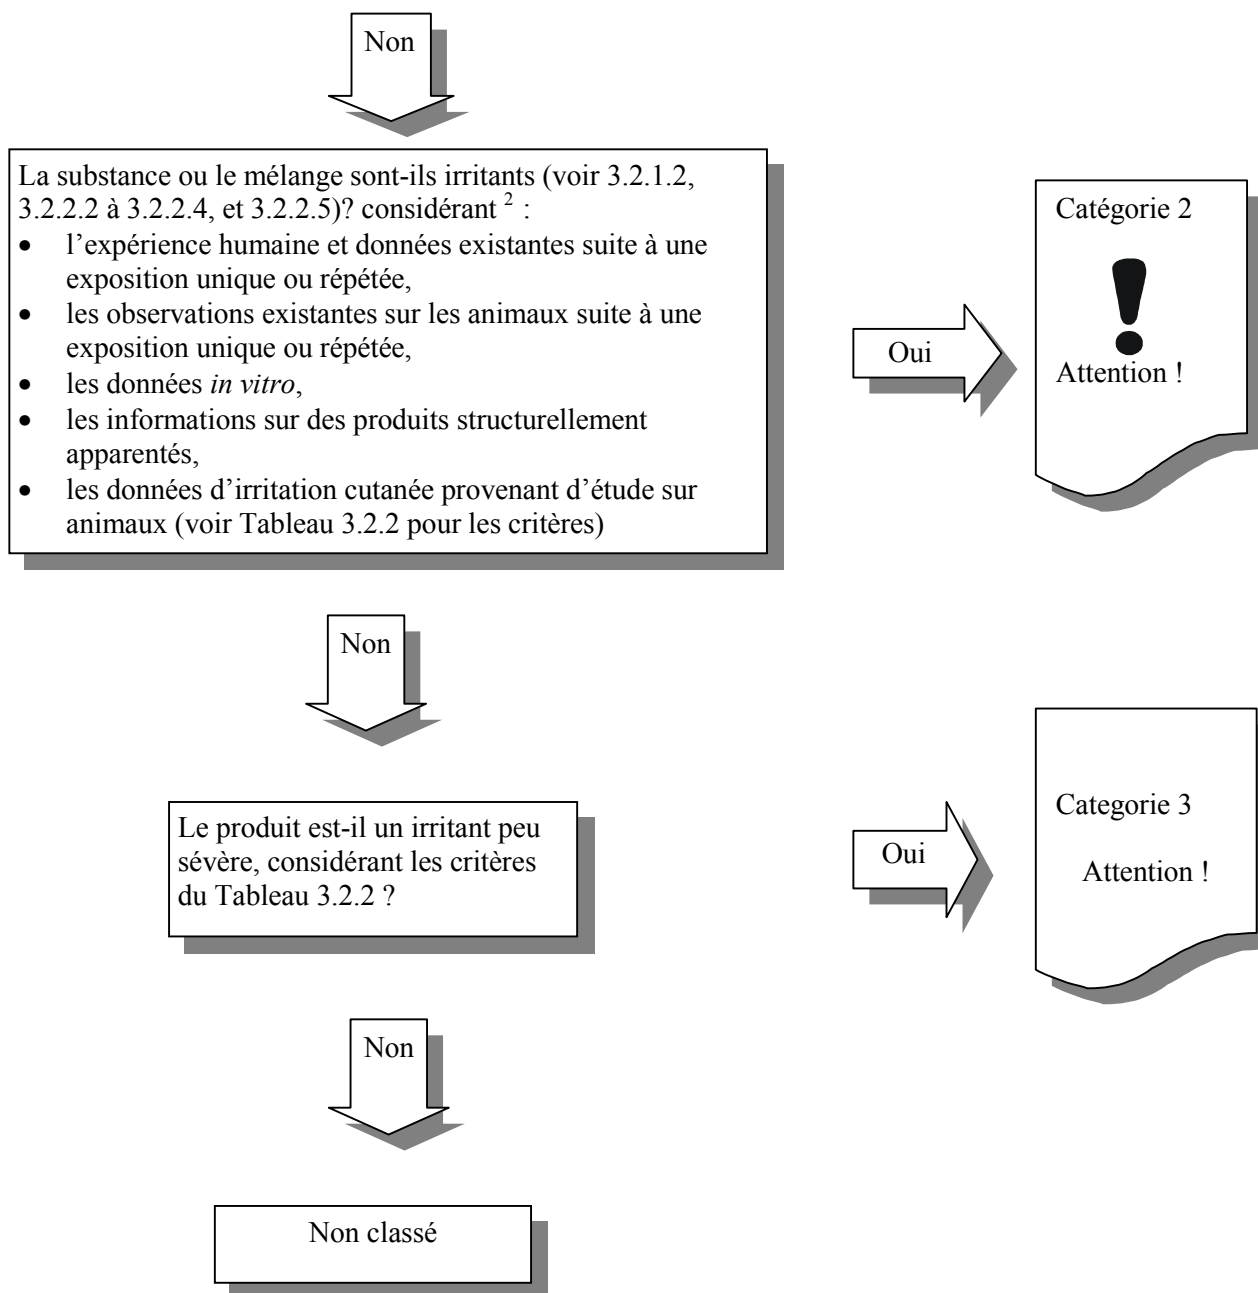 Non
La substance ou le mélange sont-ils irritants (voir 3.2.1.2,
3.2.2.2 à 3.2.2.4, et 3.2.2.5)? considérant ² :
• l’expérience humaine et données existantes suite à une
exposition unique ou répétée,
• les observations existantes sur les animaux suite à une
exposition unique ou répétée,
• les données in vitro,
• les informations sur des produits structurellement
apparentés,
• les données d’irritation cutanée provenant d’étude sur
animaux (voir Tableau 3.2.2 pour les critères)
Oui
Catégorie 2
!
Attention !
Non
Le produit est-il un irritant peu
sévère, considérant les critères
du Tableau 3.2.2 ?
Oui
Categorie 3
Attention !
Non
Non classé